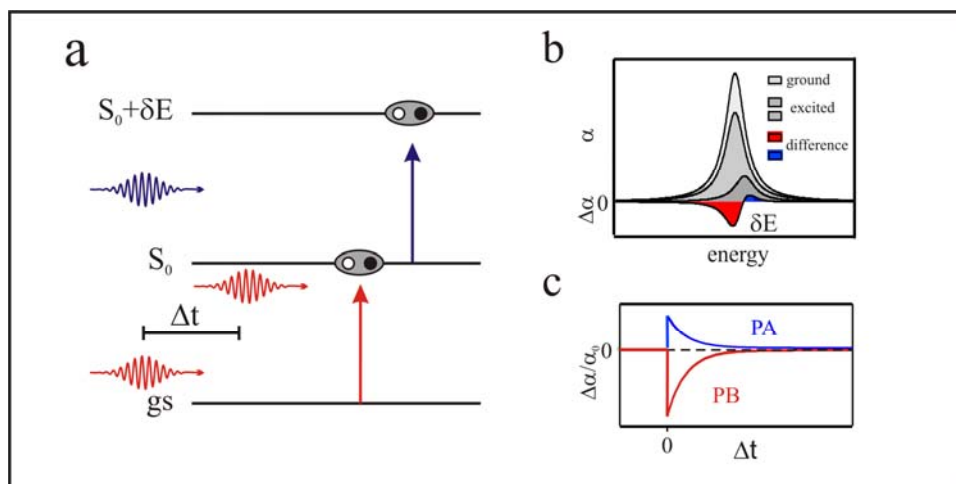 a
S₀+δE
S₀
Δt
gs
b
α
Δα
0
ground
excited
difference
δE
energy
c
Δα/α₀
0
PA
PB
0
Δt